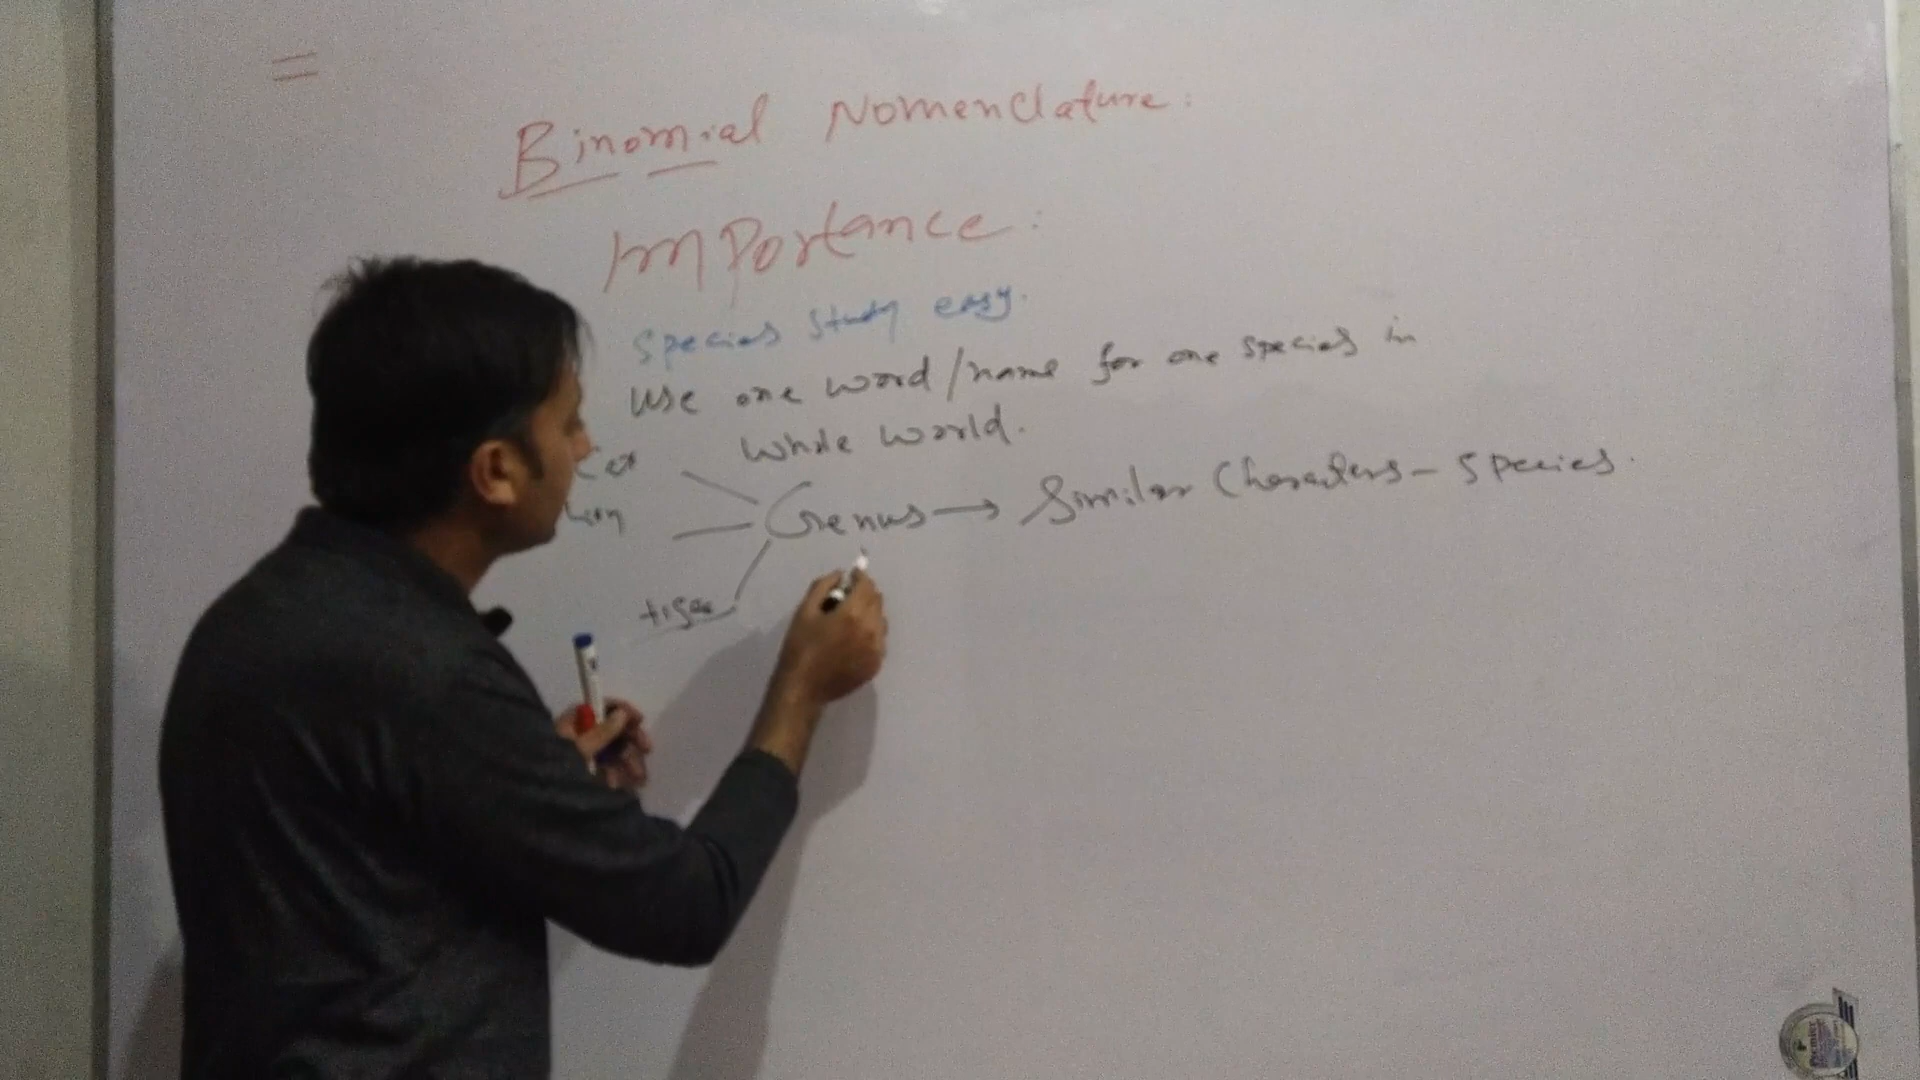 =
Binomial Nomenclature:
Importance:
Species study easy.
Use one word/name for one species in
whole world.
Cat
Lion
Genus → Similar Characters - Species.
tiger
Premier